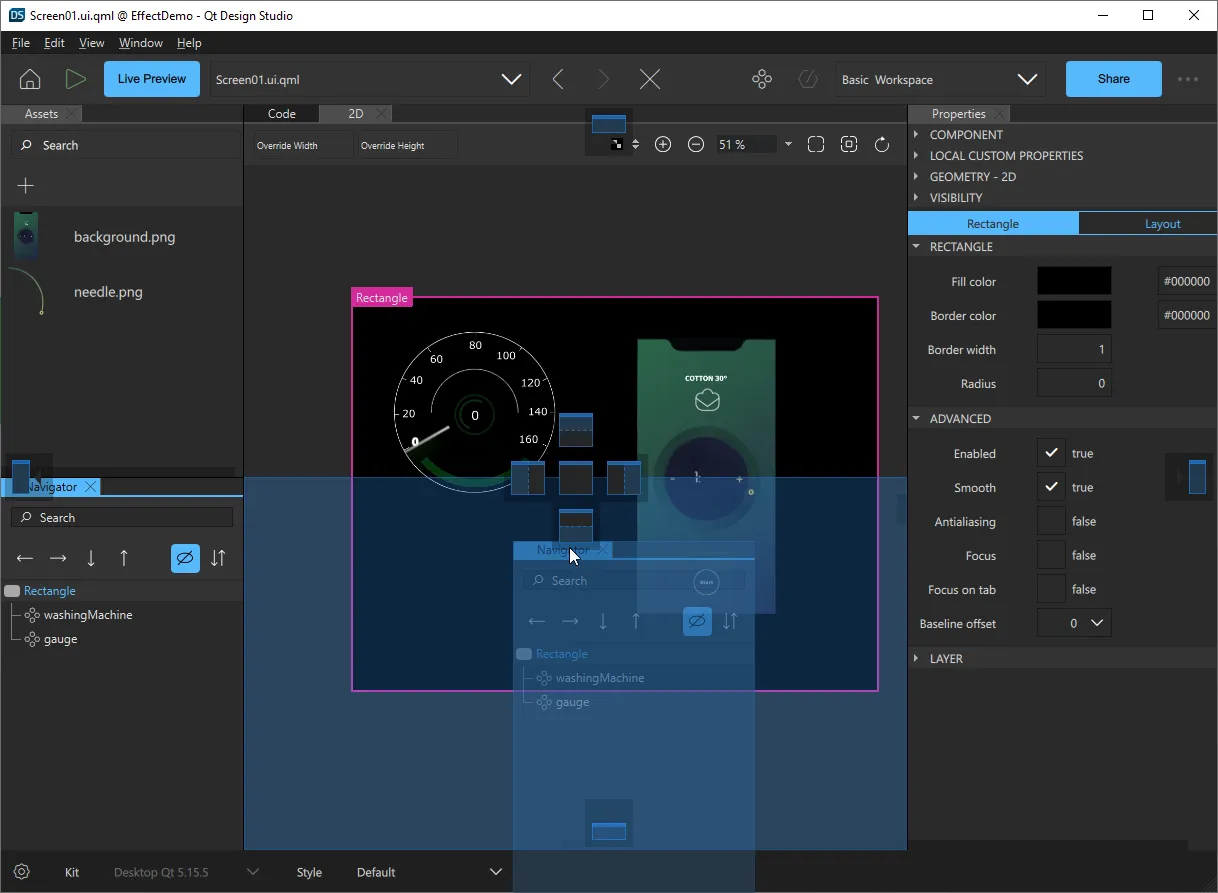 DS Screen01.ui.qml @ EffectDemo - Qt Design Studio
File Edit View Window Help
Live Preview Screen01.ui.qml Basic Workspace Share
Assets
Search
background.png
needle.png
Navigator
Search
Rectangle
washingMachine
gauge
Code 2D
Override Width Override Height 51 %
Rectangle
80
60 100
40 120
20 0 140
0 160
COTTON 30°
- +
Navigator
Search Start
Rectangle
washingMachine
gauge
Properties
COMPONENT
LOCAL CUSTOM PROPERTIES
GEOMETRY - 2D
VISIBILITY
Rectangle Layout
RECTANGLE
Fill color #000000
Border color #000000
Border width 1
Radius 0
ADVANCED
Enabled true
Smooth true
Antialiasing false
Focus false
Focus on tab false
Baseline offset 0
LAYER
Kit Desktop Qt 5.15.5 Style Default